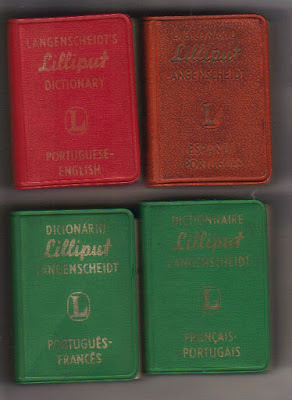 LANGENSCHEIDT'S
Lilliput
DICTIONARY
L
PORTUGUESE-
ENGLISH
Lilliput
LANGENSCHEIDT
L
DICIONÁRIO
Lilliput
LANGENSCHEIDT
L
PORTUGUÊS-
FRANCÊS
DICTIONNAIRE
Lilliput
LANGENSCHEIDT
L
FRANÇAIS-
PORTUGAIS